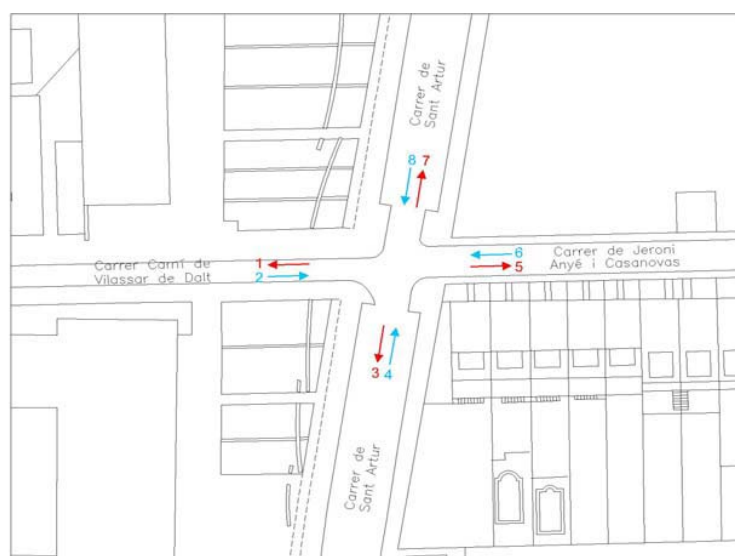 Carrer de
Sant Artur
8 7
Carrer Carní de
Vilassar de Dalt
1
2
6
5
Carrer de Jeroni
Anyé i Casanovas
3 4
Carrer de
Sant Artur